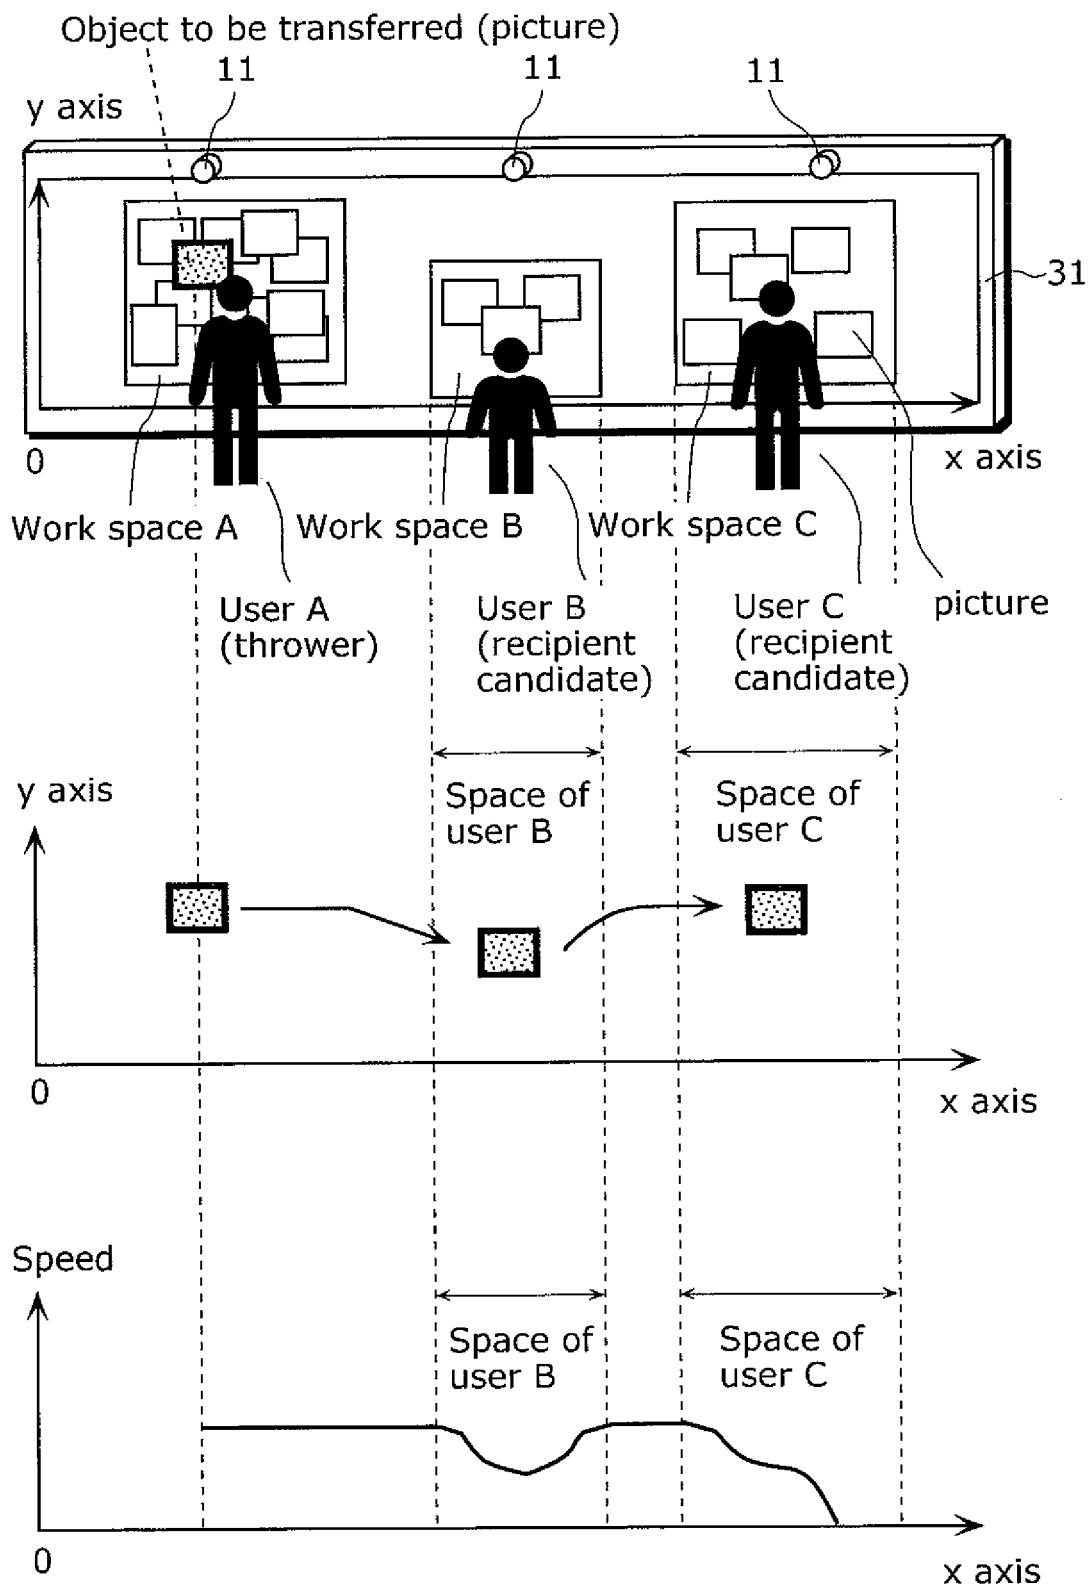 Object to be transferred (picture)
11
11
11
y axis
31
0
x axis
Work space A
Work space B
Work space C
User A
(thrower)
User B
(recipient
candidate)
User C
(recipient
candidate)
picture
y axis
Space of
user B
Space of
user C
0
x axis
Speed
Space of
user B
Space of
user C
0
x axis